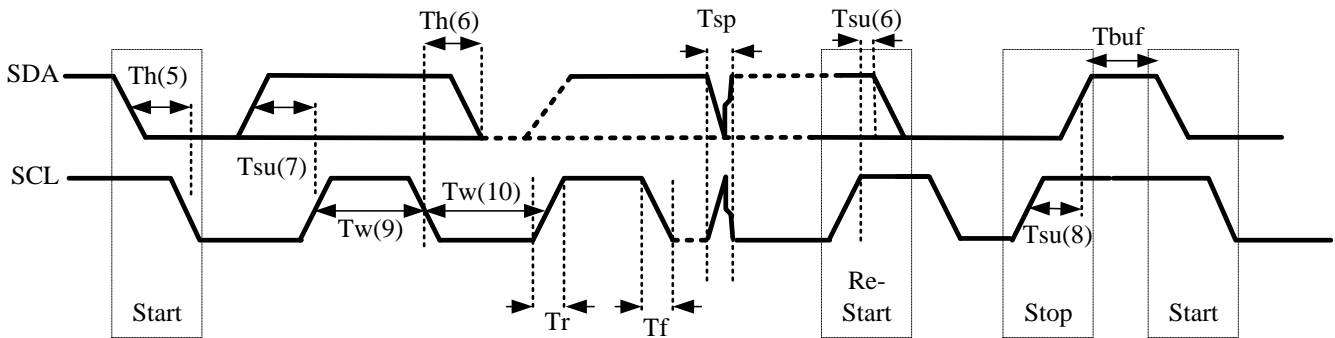 Th(6)
Tsp
Tsu(6)
Tbuf
SDA
Th(5)
Tsu(7)
SCL
Tw(10)
Tw(9)
Tsu(8)
Re-
Start
Start
Stop
Start
Tr
Tf